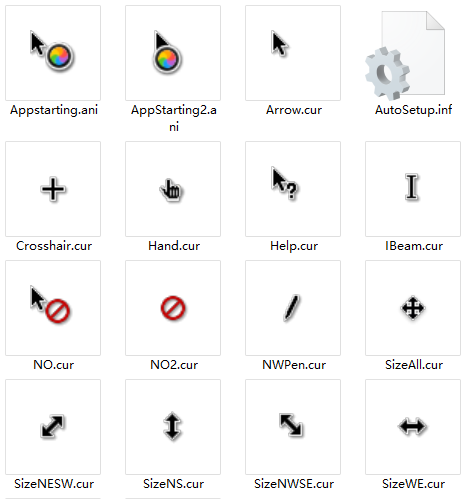 Appstarting.ani
AppStarting2.a
ni
Arrow.cur
AutoSetup.inf
Crosshair.cur
Hand.cur
Help.cur
IBeam.cur
NO.cur
NO2.cur
NWPen.cur
SizeAll.cur
SizeNESW.cur
SizeNS.cur
SizeNWSE.cur
SizeWE.cur